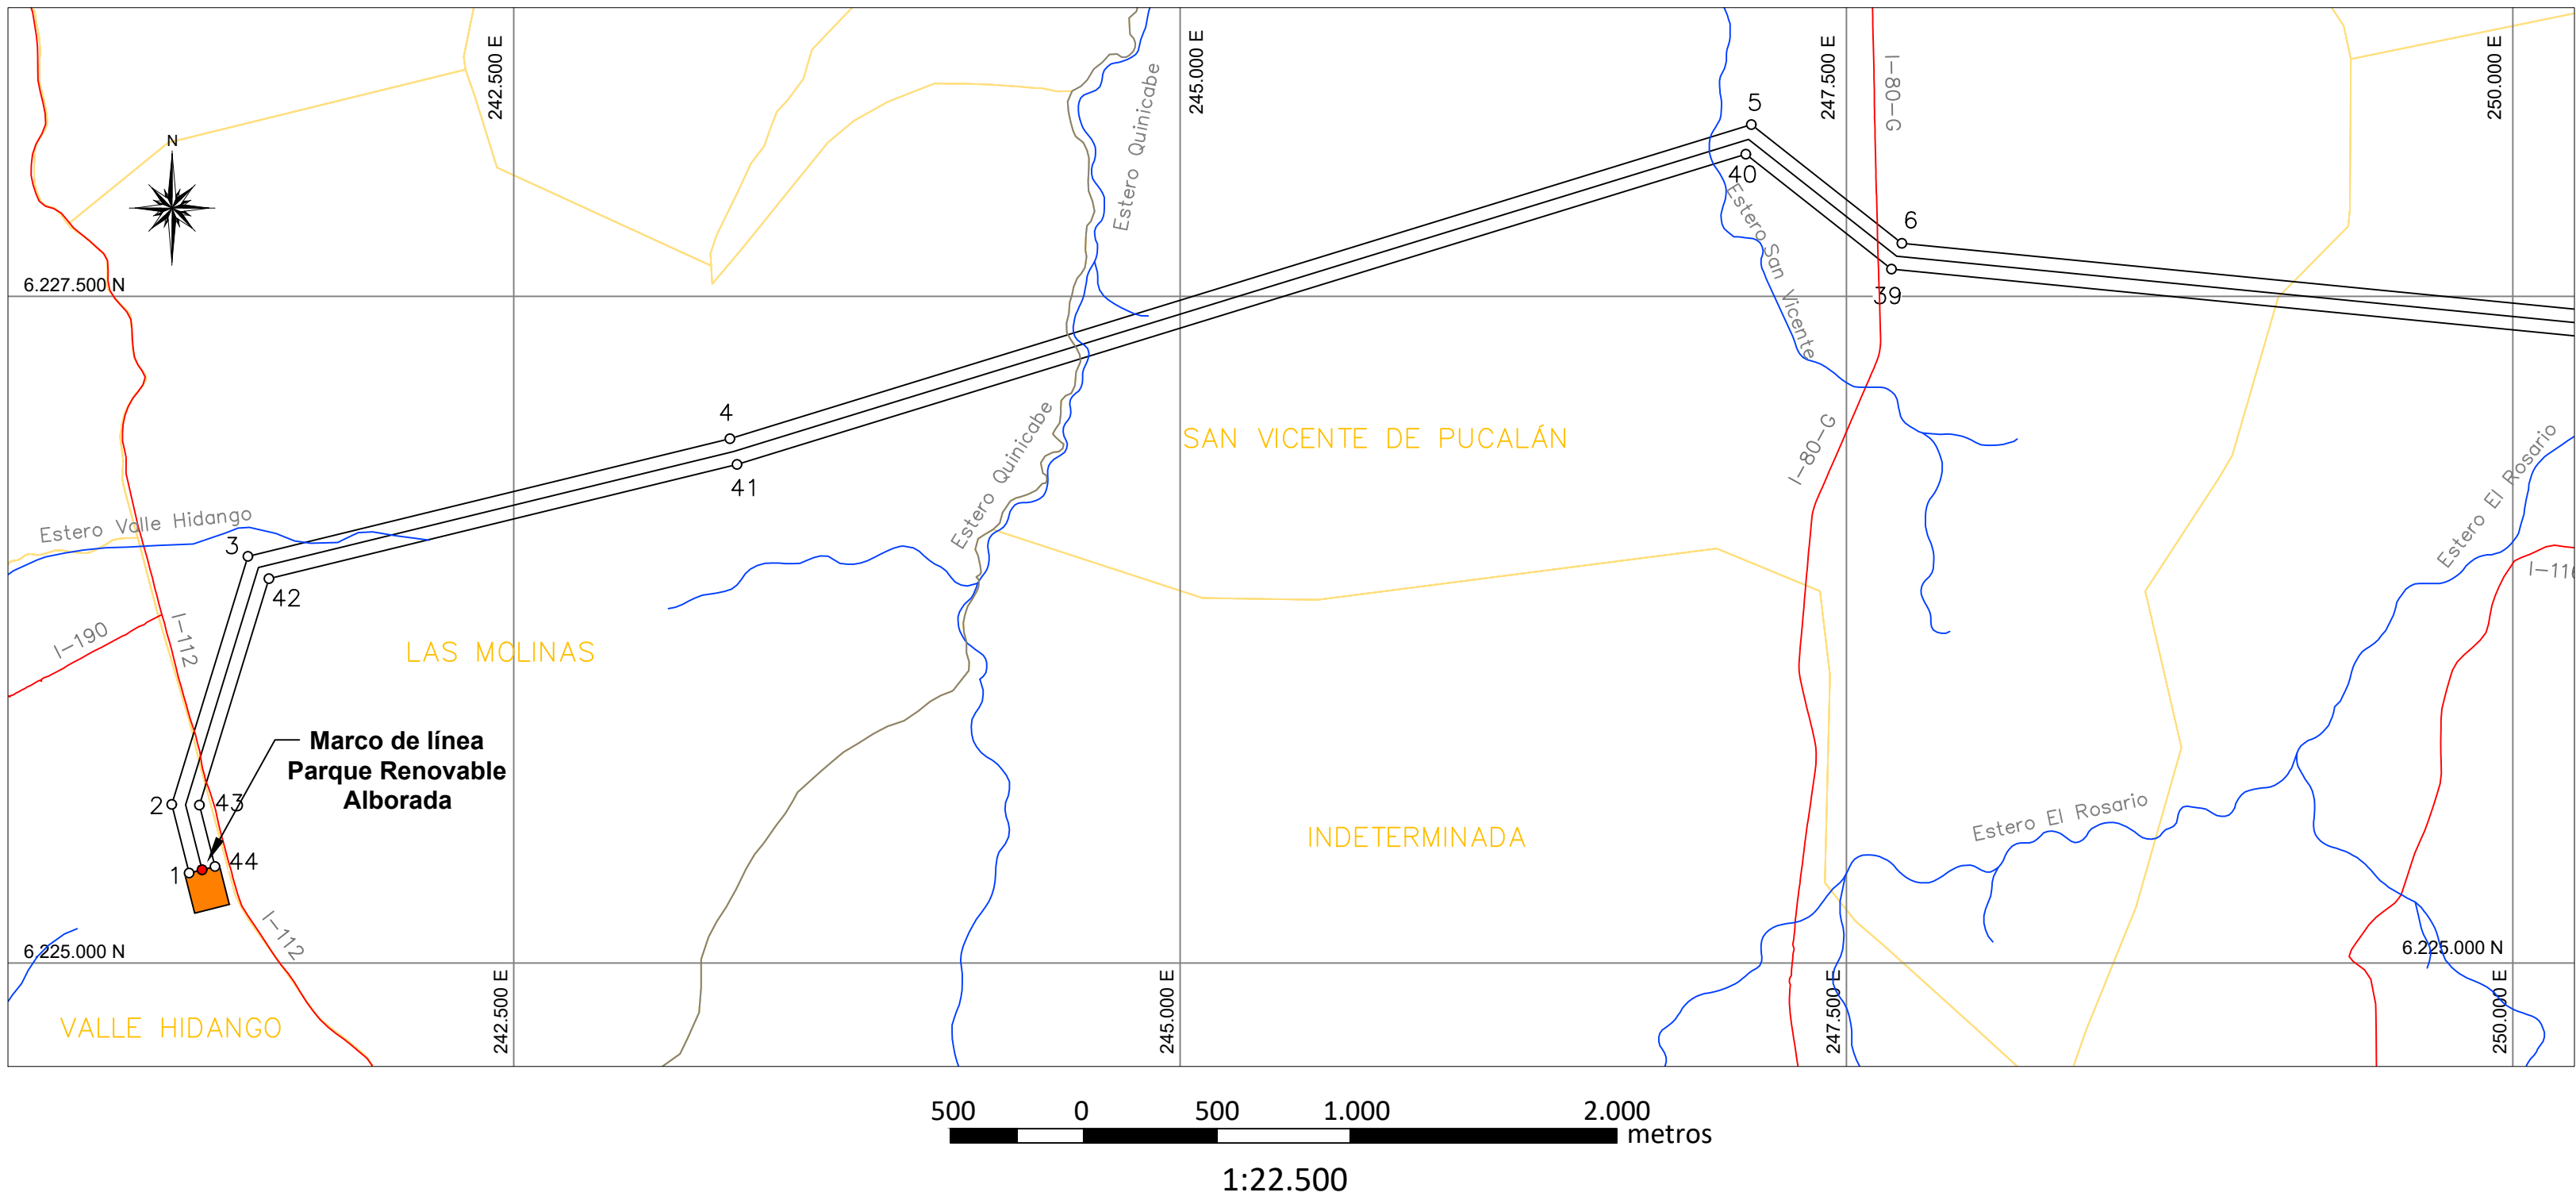 242.500 E
245.000 E
247.500 E
250.000 E
I-80-G
Estero Quinicabe
5
N
40
Estero San Vicente
6
6.227.500 N
39
4
SAN VICENTE DE PUCALÁN
I-80-G
41
Estero Quinicabe
Estero El Rosario
Estero Valle Hidango
3
I-116
42
I-190
I-112
LAS MOLINAS
Marco de línea
Parque Renovable
Alborada
2
43
Estero El Rosario
INDETERMINADA
1
44
I-112
6.225.000 N
6.225.000 N
242.500 E
245.000 E
247.500 E
250.000 E
VALLE HIDANGO
500 0 500 1.000 2.000
metros
1:22.500